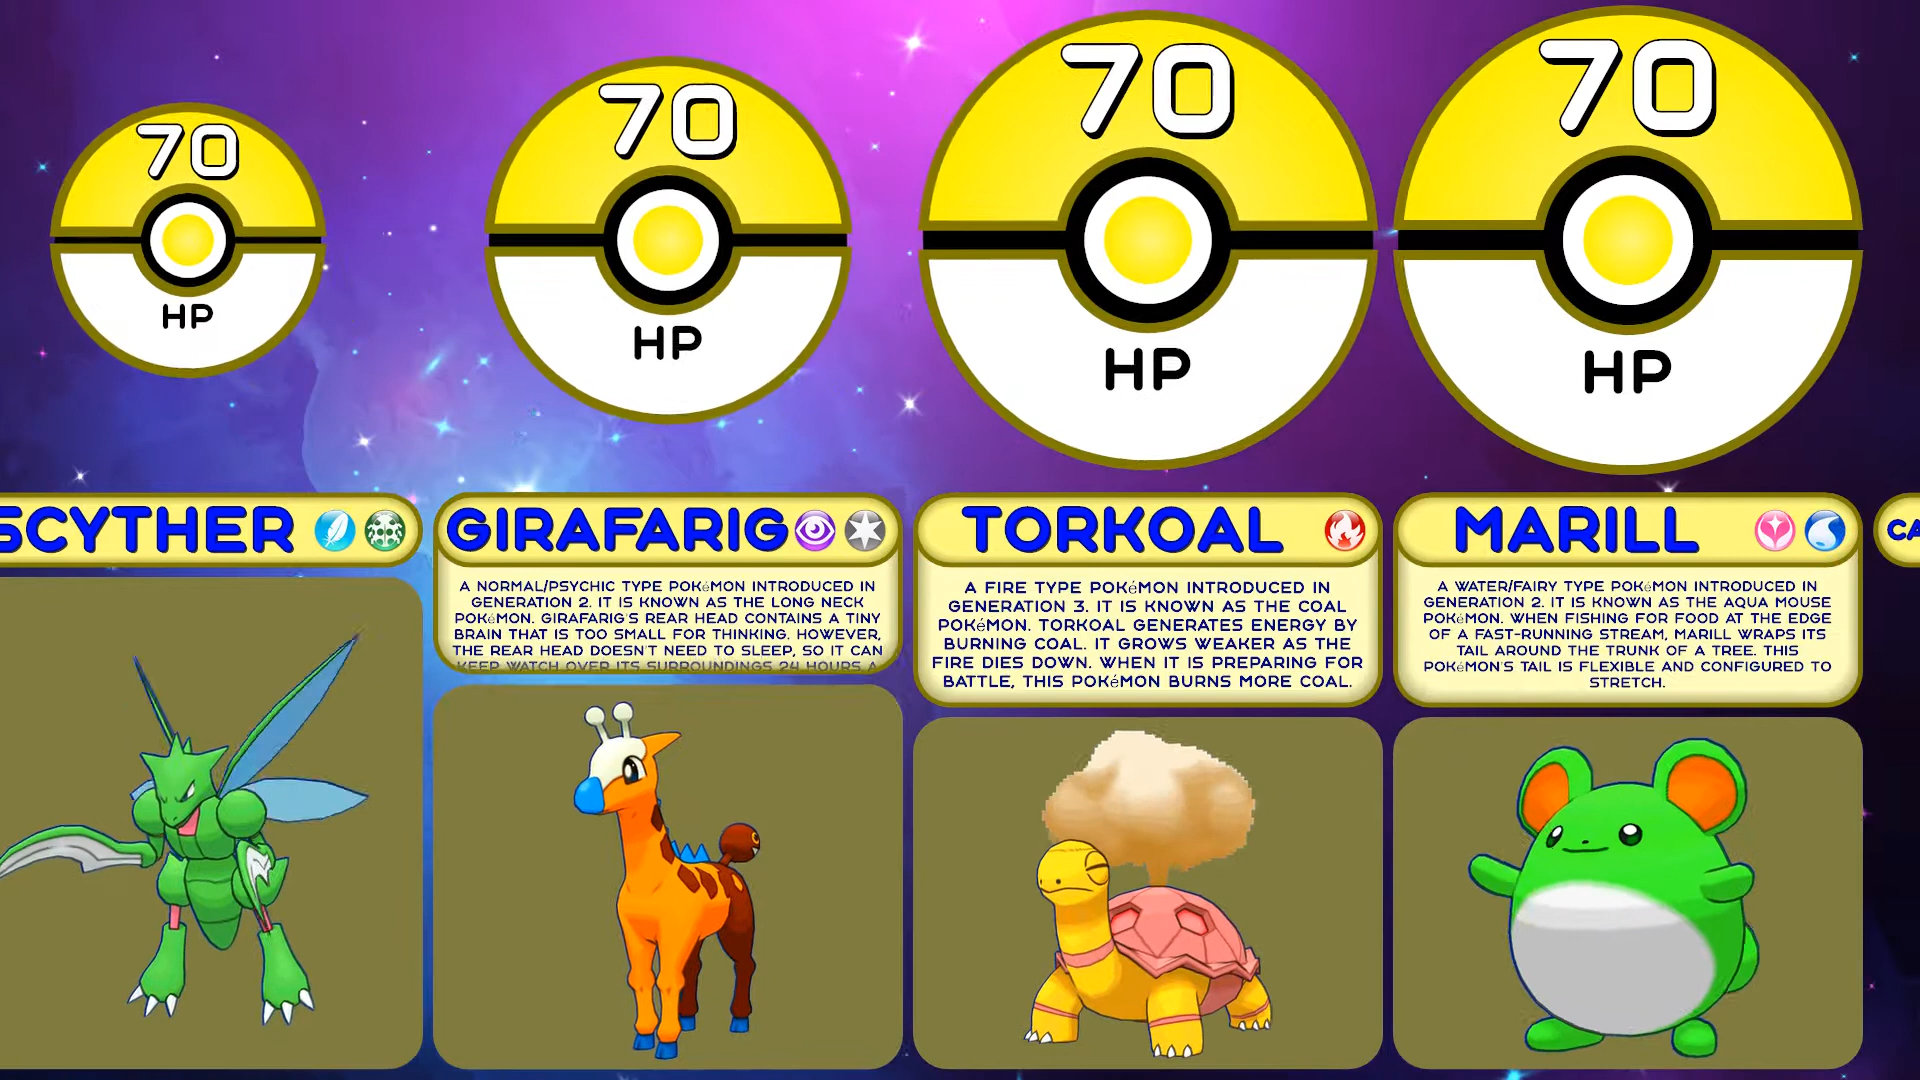 70
HP
70
HP
70
HP
70
HP
SCYTHER
GIRAFARIG
A NORMAL/PSYCHIC TYPE POKéMON INTRODUCED IN
GENERATION 2. IT IS KNOWN AS THE LONG NECK
POKéMON. GIRAFARIG'S REAR HEAD CONTAINS A TINY
BRAIN THAT IS TOO SMALL FOR THINKING. HOWEVER,
THE REAR HEAD DOESN'T NEED TO SLEEP, SO IT CAN
KEEP WATCH OVER ITS SURROUNDINGS 24 HOURS A
TORKOAL
A FIRE TYPE POKéMON INTRODUCED IN
GENERATION 3. IT IS KNOWN AS THE COAL
POKéMON. TORKOAL GENERATES ENERGY BY
BURNING COAL. IT GROWS WEAKER AS THE
FIRE DIES DOWN. WHEN IT IS PREPARING FOR
BATTLE, THIS POKéMON BURNS MORE COAL.
MARILL
A WATER/FAIRY TYPE POKéMON INTRODUCED IN
GENERATION 2. IT IS KNOWN AS THE AQUA MOUSE
POKéMON. WHEN FISHING FOR FOOD AT THE EDGE
OF A FAST-RUNNING STREAM, MARILL WRAPS ITS
TAIL AROUND THE TRUNK OF A TREE. THIS
POKéMON'S TAIL IS FLEXIBLE AND CONFIGURED TO
STRETCH.